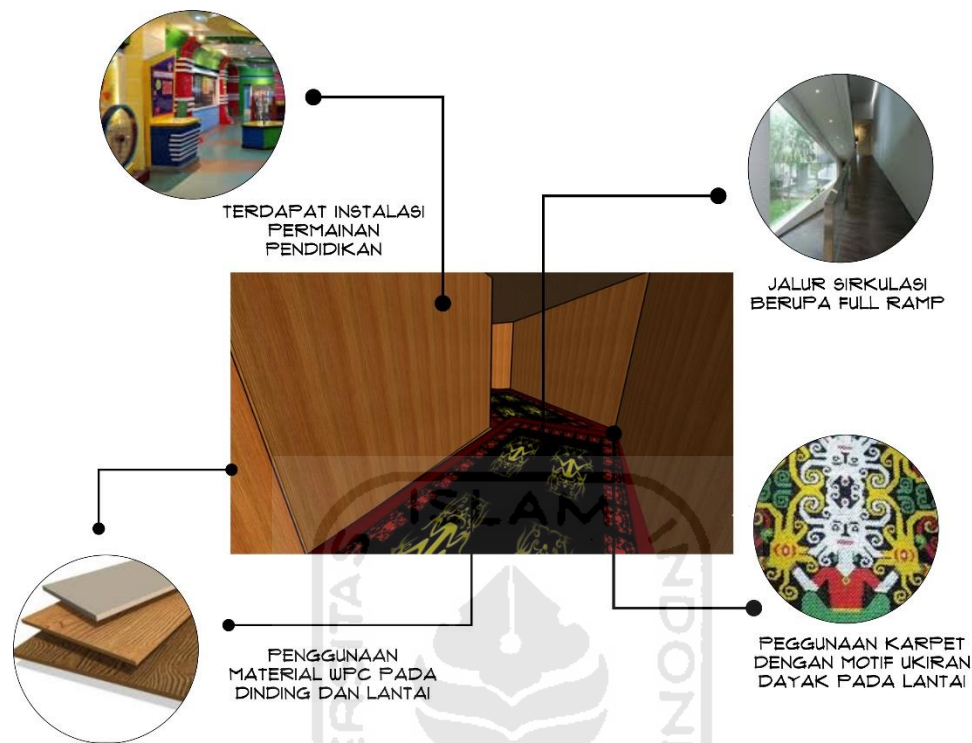 TERDAPAT INSTALASI
PERMAINAN
PENDIDIKAN
JALUR SIRKULASI
BERUPA FULL RAMP
ISLAM
PENGGUNAAN
MATERIAL WPC PADA
DINDING DAN LANTAI
PEGGUNAAN KARPET
DENGAN MOTIF UKIRAN
DAYAK PADA LANTAI